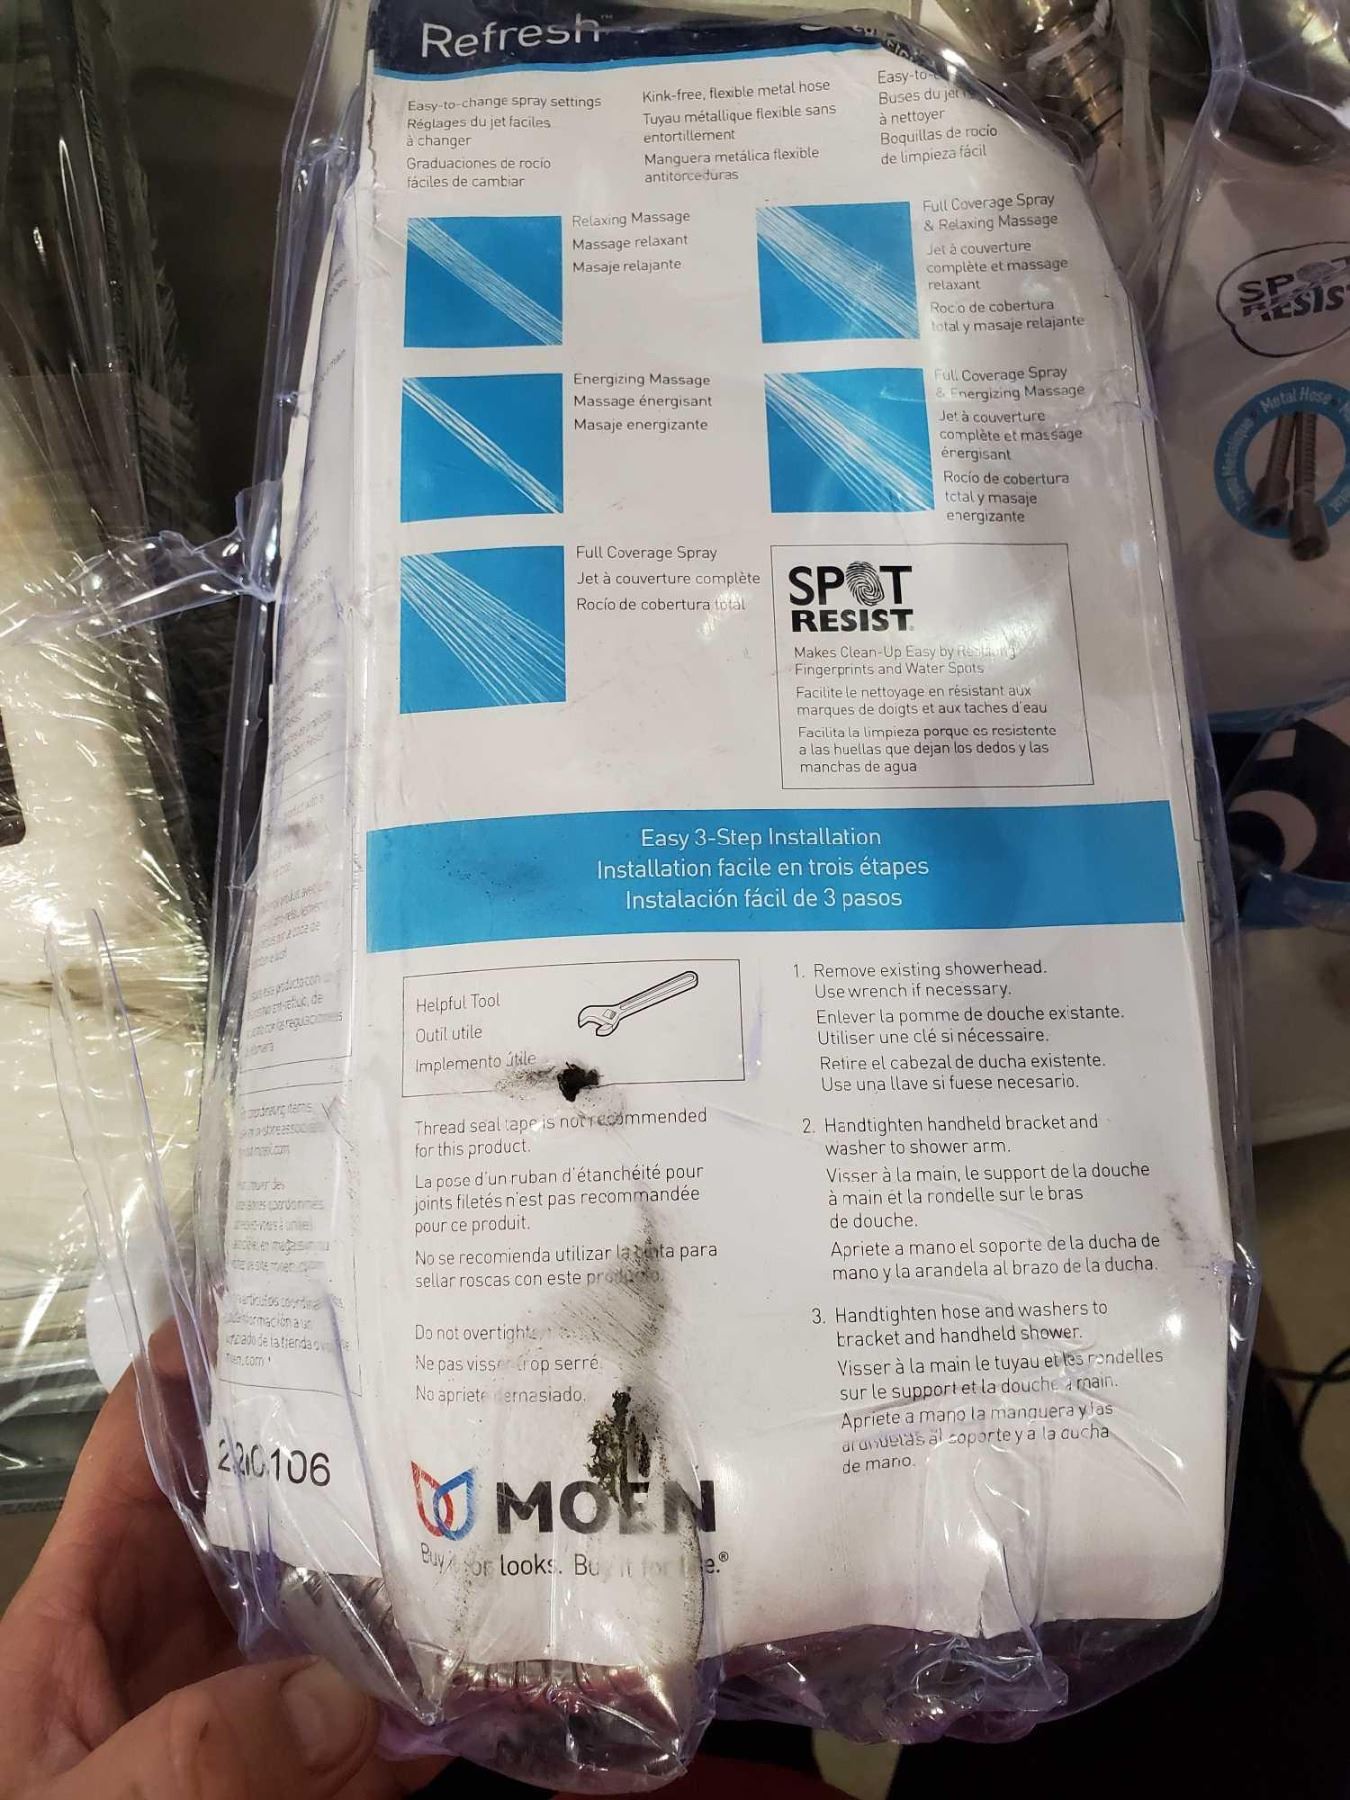 Refresh™
Easy-to-change spray settings
Réglages du jet faciles
à changer
Graduaciones de rocío
fáciles de cambiar
Kink-free, flexible metal hose
Tuyau métallique flexible sans
entortillement
Manguera metálica flexible
antitorceduras
Buses du jet
à nettoyer
Boquillas de rocío
de limpieza fácil
Relaxing Massage
Massage relaxant
Masaje relajante
Full Coverage Spray
& Relaxing Massage
Jet à couverture
complète et massage
relaxant
Rocío de cobertura
total y masaje relajante
Energizing Massage
Massage énergisant
Masaje energizante
Full Coverage Spray
& Energizing Massage
Jet à couverture
complète et massage
énergisant
Rocío de cobertura
total y masaje
energizante
Full Coverage Spray
Jet à couverture complète
Rocío de cobertura total
SPOT
RESIST.
Makes Clean-Up Easy by Resisting
Fingerprints and Water Spots
Facilite le nettoyage en résistant aux
marques de doigts et aux taches d'eau
Facilita la limpieza porque es resistente
a las huellas que dejan los dedos y las
manchas de agua
Easy 3-Step Installation
Installation facile en trois étapes
Instalación fácil de 3 pasos
Helpful Tool
Outil utile
Implemento útile
Thread seal tape is not recommended
for this product.
La pose d'un ruban d'étanchéité pour
joints filetés n'est pas recommandée
pour ce produit.
No se recomienda utilizar la cinta para
sellar roscas con este producto.
Do not overtighten.
Ne pas visser trop serré.
No apriete demasiado.
1. Remove existing showerhead.
Use wrench if necessary.
Enlever la pomme de douche existante.
Utiliser une clé si nécessaire.
Retire el cabezal de ducha existente.
Use una llave si fuese necesario.
2. Handtighten handheld bracket and
washer to shower arm.
Visser à la main, le support de la douche
à main et la rondelle sur le bras
de douche.
Apriete a mano el soporte de la ducha de
mano y la arandela al brazo de la ducha.
3. Handtighten hose and washers to
bracket and handheld shower.
Visser à la main le tuyau et les rondelles
sur le support et la douche à main.
Apriete a mano la manguera y las
arandelas al soporte y a la ducha
de mano.
MOEN
Buy it for looks. Buy it for life.®
SPOT
RESIST
Metal Hose